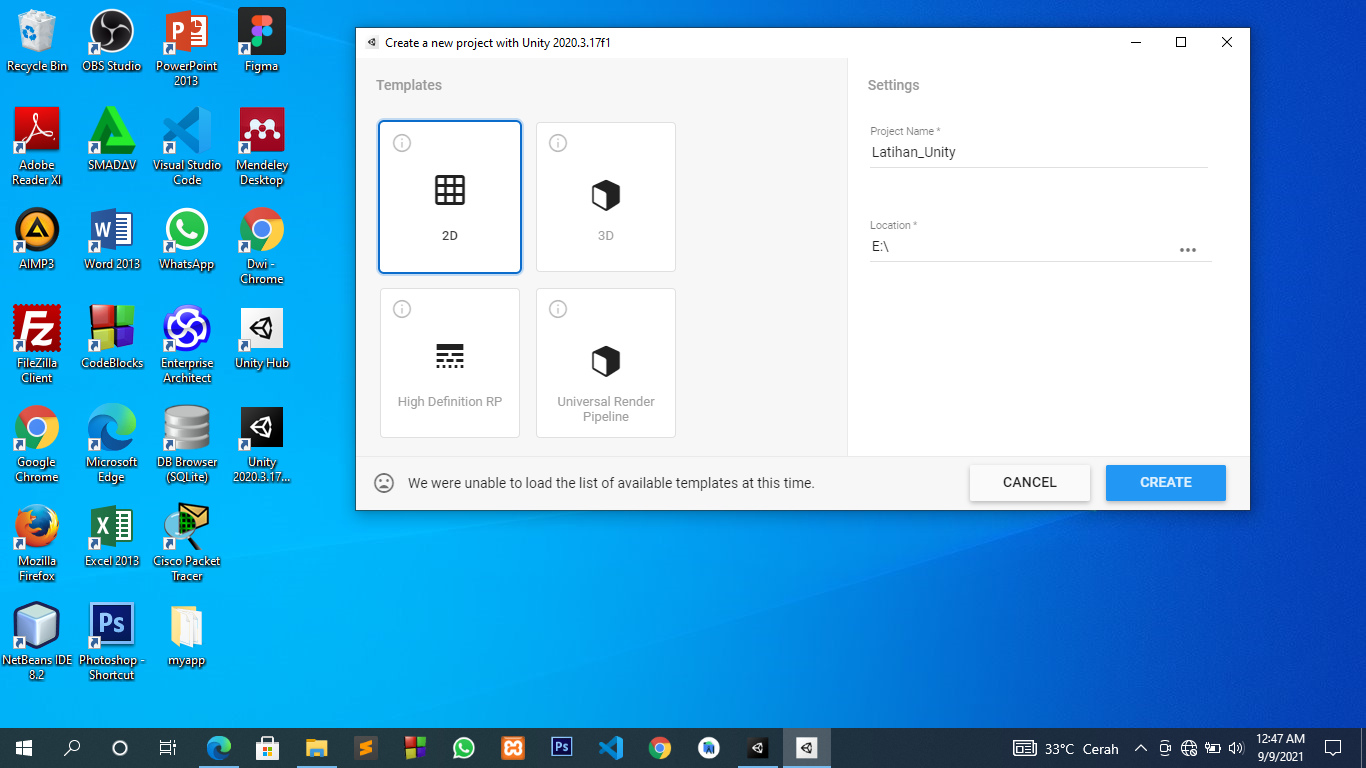 Recycle Bin
OBS Studio
PowerPoint
2013
Figma
Adobe
Reader XI
SMADΔV
Visual Studio
Code
Mendeley
Desktop
AIMP3
Word 2013
WhatsApp
Dwi -
Chrome
FileZilla
Client
CodeBlocks
Enterprise
Architect
Unity Hub
Google
Chrome
Microsoft
Edge
DB Browser
(SQLite)
Unity
2020.3.17...
Mozilla
Firefox
Excel 2013
Cisco Packet
Tracer
NetBeans IDE
8.2
Photoshop -
Shortcut
myapp
Create a new project with Unity 2020.3.17f1
Templates
2D
3D
High Definition RP
Universal Render
Pipeline
Settings
Project Name *
Latihan_Unity
Location *
E:\
We were unable to load the list of available templates at this time.
CANCEL
CREATE
33°C Cerah
12:47 AM
9/9/2021